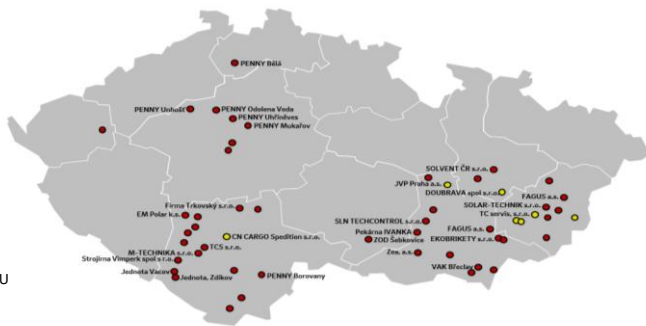 PENNY Bělá
PENNY Unhošť
PENNY Odolena Voda
PENNY Uhříněves
PENNY Mukařov
SOLVENT ČR s.r.o.
JVP Praha a.s.
DOUBRAVA spol s.r.o.
FAGUS a.s.
Firma Trkovský s.r.o.
SOLAR-TECHNIK s.r.o.
EM Polar k.s.
TC servis, s.r.o.
SLN TECHCONTROL s.r.o.
FAGUS a.s.
CN CARGO Spedition s.r.o.
Pekárna IVANKA
ZOD Šebkovice
EKOBRIKETY s.r.o.
TCS s.r.o.
M-TECHNIKA s.r.o.
Zea, a.s.
Strojírna Vimperk spol s r.o.
VAK Břeclav
Jednota Vacov
Jednota, Zdíkov
PENNY Borovany
U